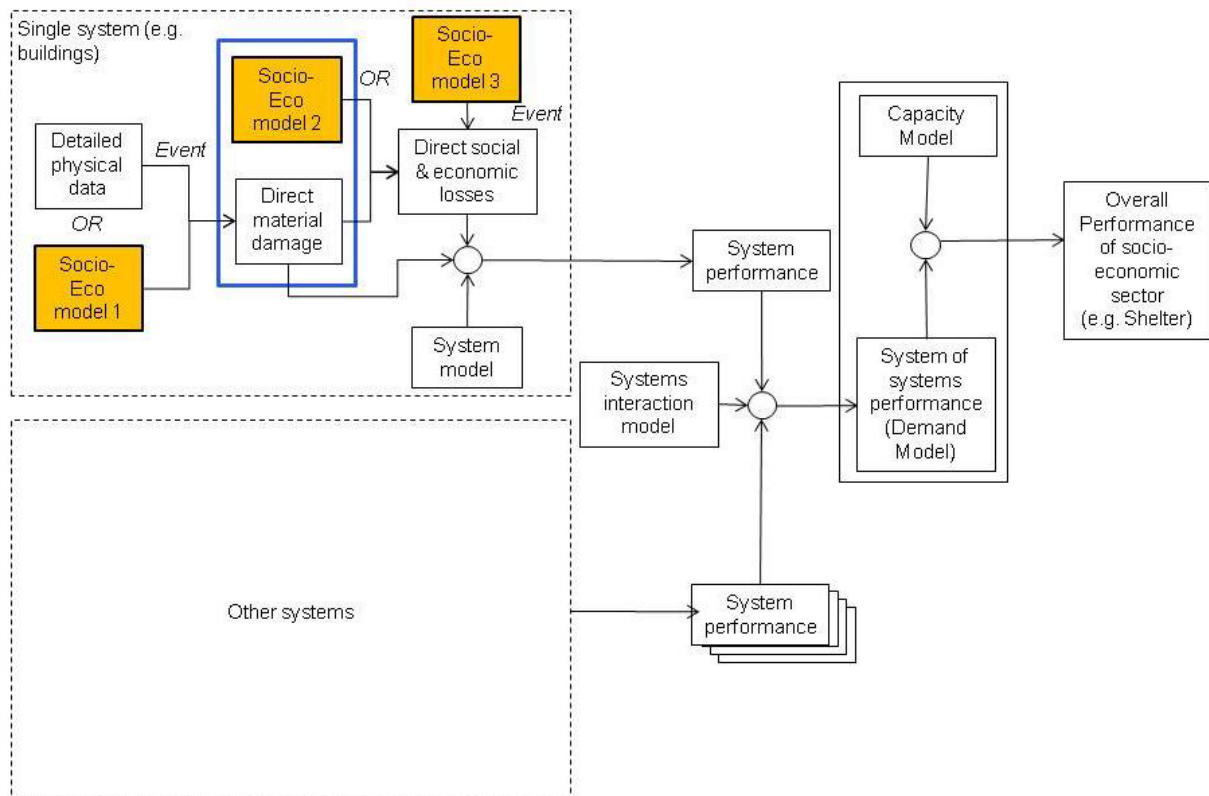 Single system (e.g.
buildings)
Socio-
Eco
model 2
OR
Socio-
Eco
model 3
Event
Detailed
physical
data
Event
OR
Socio-
Eco
model 1
Direct
material
damage
Direct social
& economic
losses
System
model
System
performance
Systems
interaction
model
Capacity
Model
System of
systems
performance
(Demand
Model)
Overall
Performance
of socio-
economic
sector
(e.g. Shelter)
Other systems
System
performance